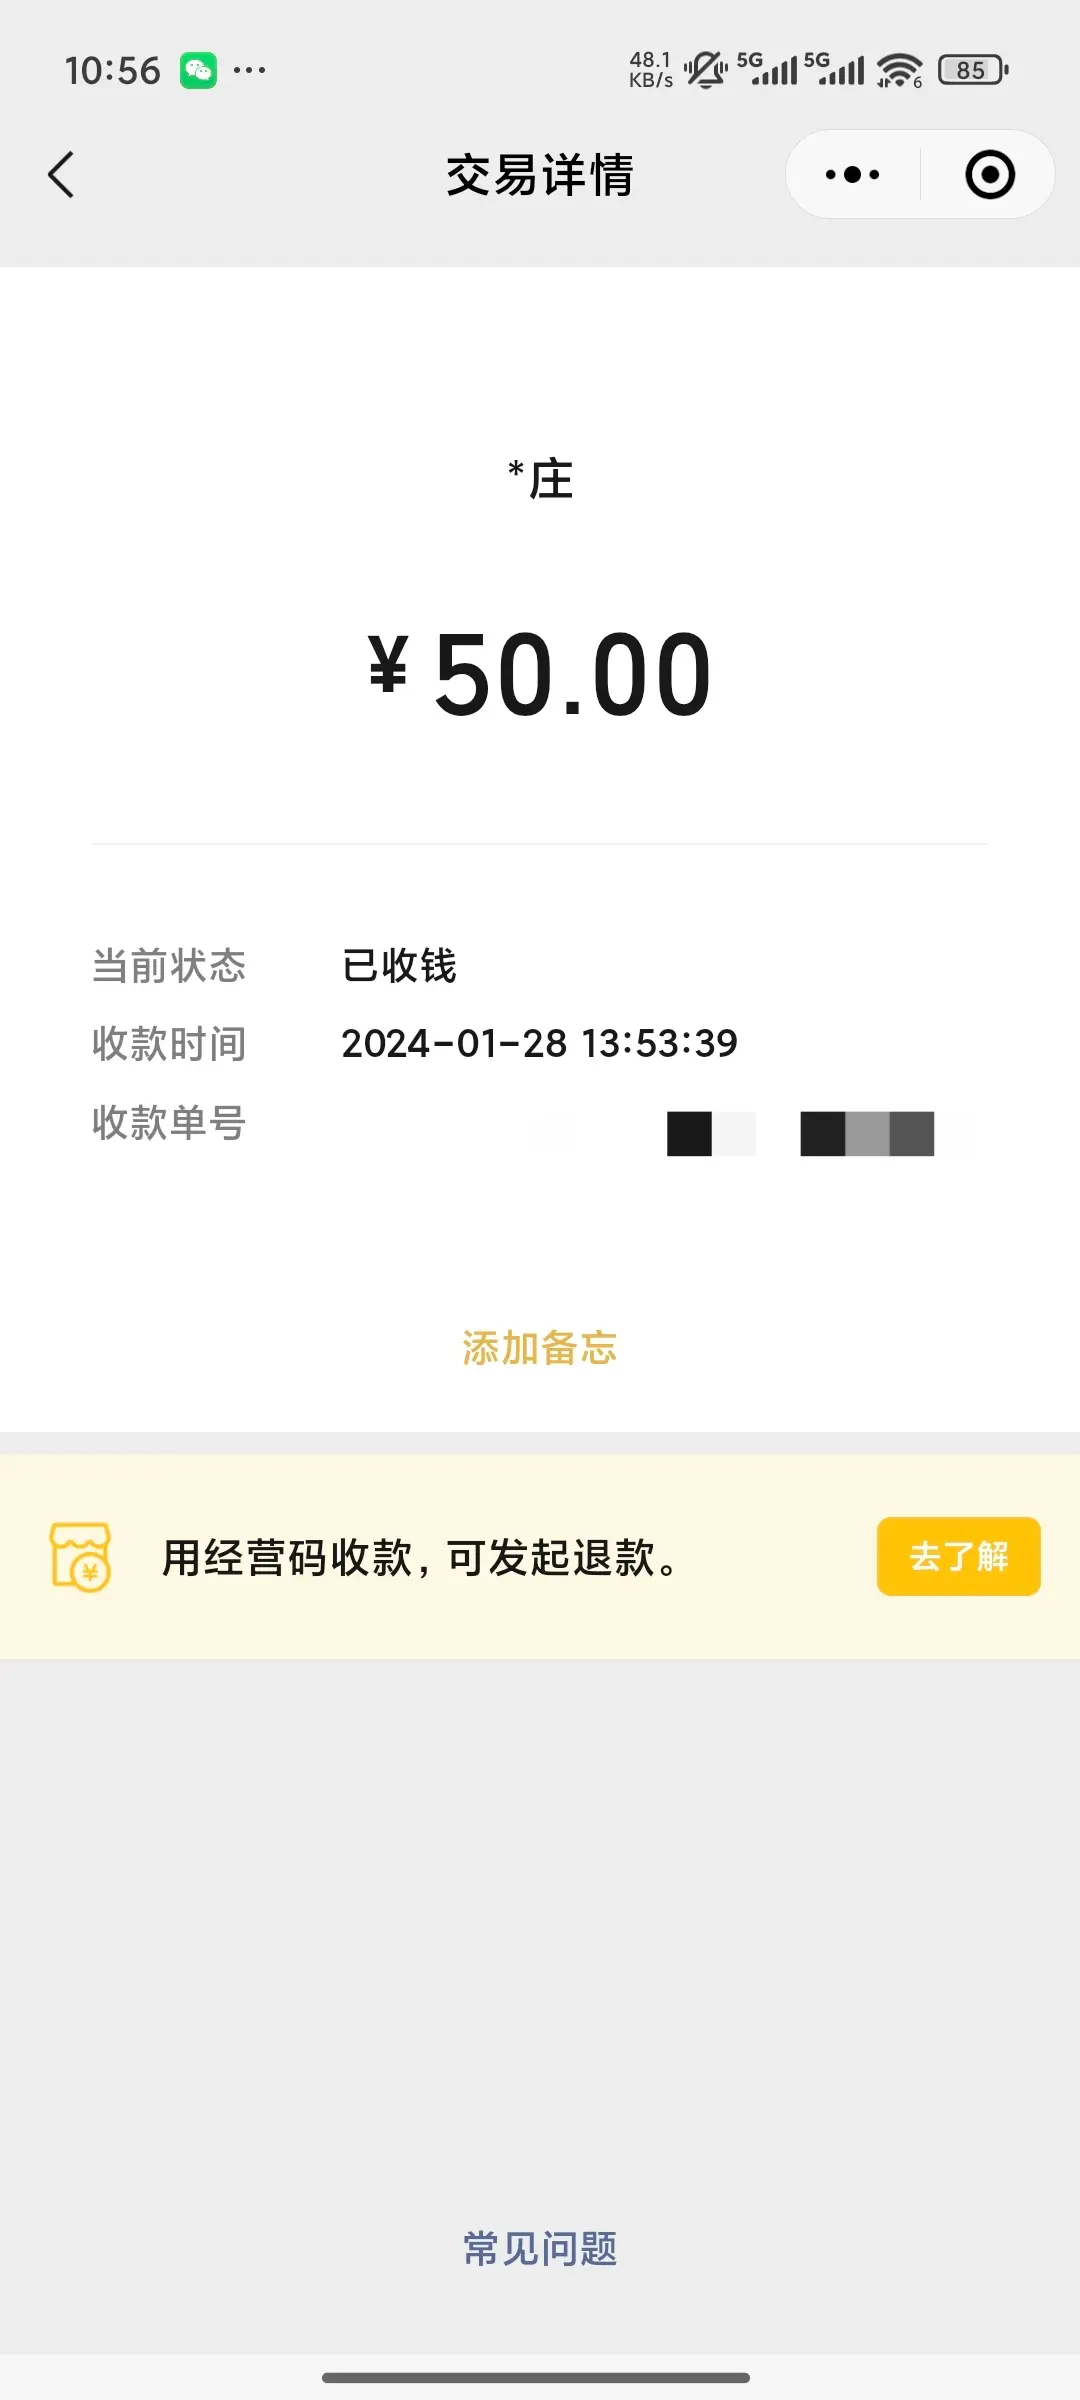 10:56 ··· 48.1 KB/s 5G 5G 6 85
交易详情
*庄
¥50.00
当前状态 已收钱
收款时间 2024-01-28 13:53:39
收款单号
添加备忘
用经营码收款，可发起退款。 去了解
常见问题